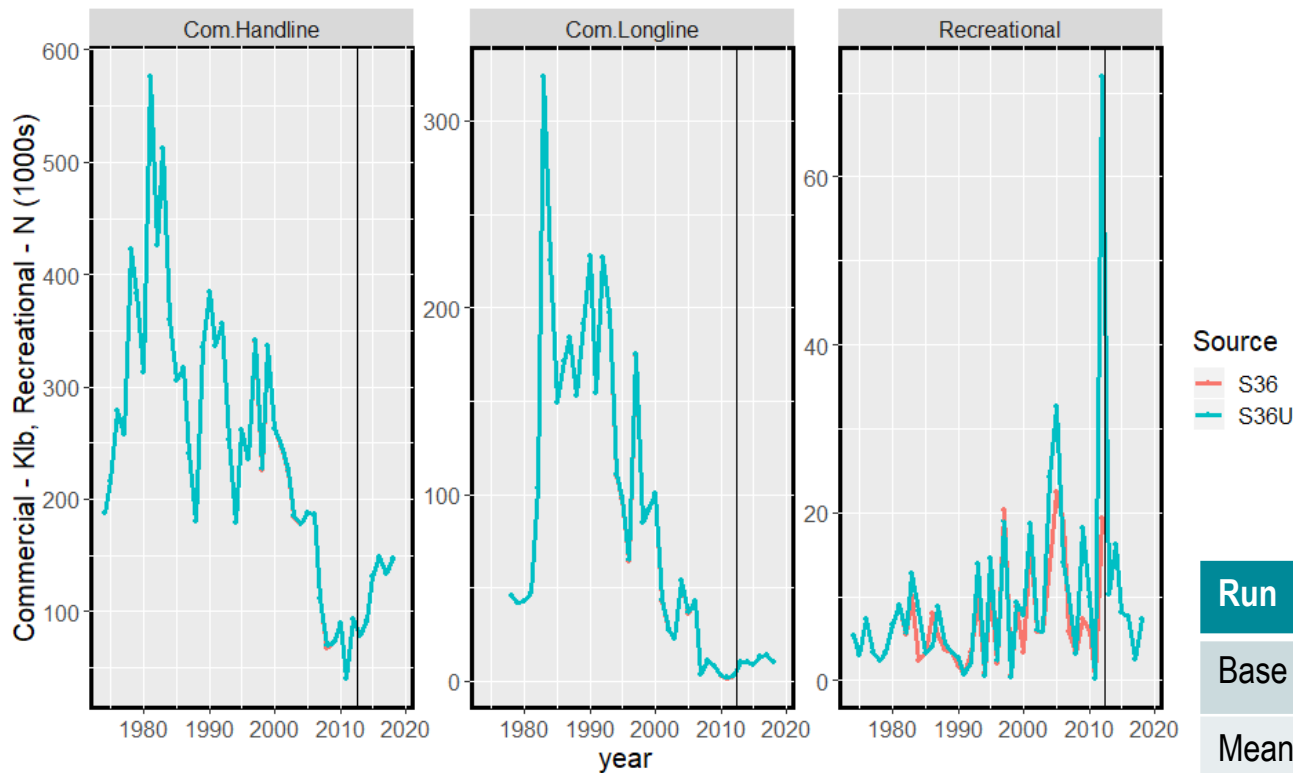 Com.Handline
Com.Longline
Recreational
Commercial - Klb, Recreational - N (1000s)
600
500
400
300
200
100
300
200
100
0
60
40
20
0
1980 1990 2000 2010 2020
1980 1990 2000 2010 2020
1980 1990 2000 2010 2020
year
Source
S36
S36U
Run
Base
Mean